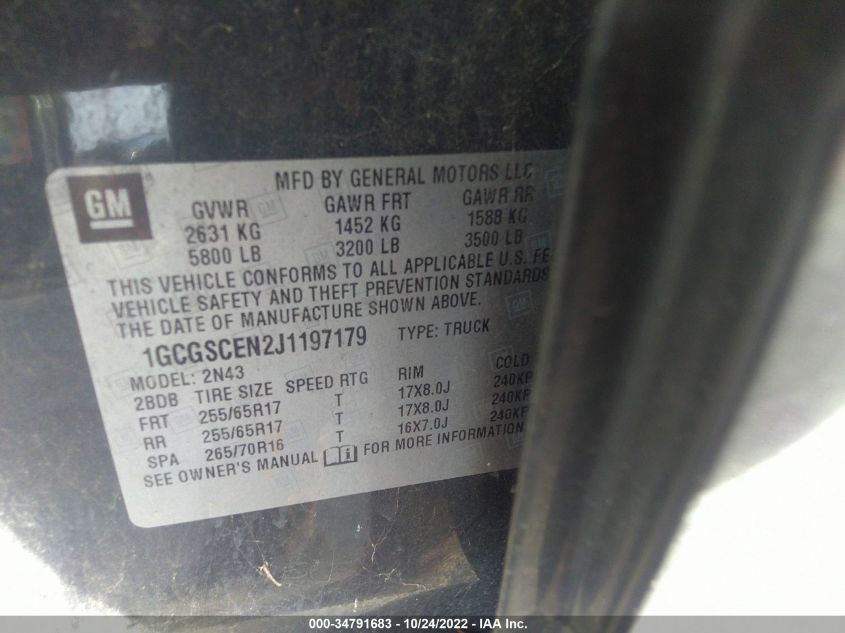 GM
MFD BY GENERAL MOTORS LLC
GVWR GAWR FRT GAWR RR
2631 KG 1452 KG 1588 KG
5800 LB 3200 LB 3500 LB
THIS VEHICLE CONFORMS TO ALL APPLICABLE U.S. FE
VEHICLE SAFETY AND THEFT PREVENTION STANDARDS
THE DATE OF MANUFACTURE SHOWN ABOVE.
1GCGSCEN2J1197179 TYPE: TRUCK
MODEL: 2N43
2BDB TIRE SIZE SPEED RTG RIM COLD
FRT 255/65R17 T 17X8.0J 240KP
RR 255/65R17 T 17X8.0J 240KP
SPA 265/70R16 T 16X7.0J 240KP
SEE OWNER'S MANUAL FOR MORE INFORMATION
000-34791683 - 10/24/2022 - IAA Inc.